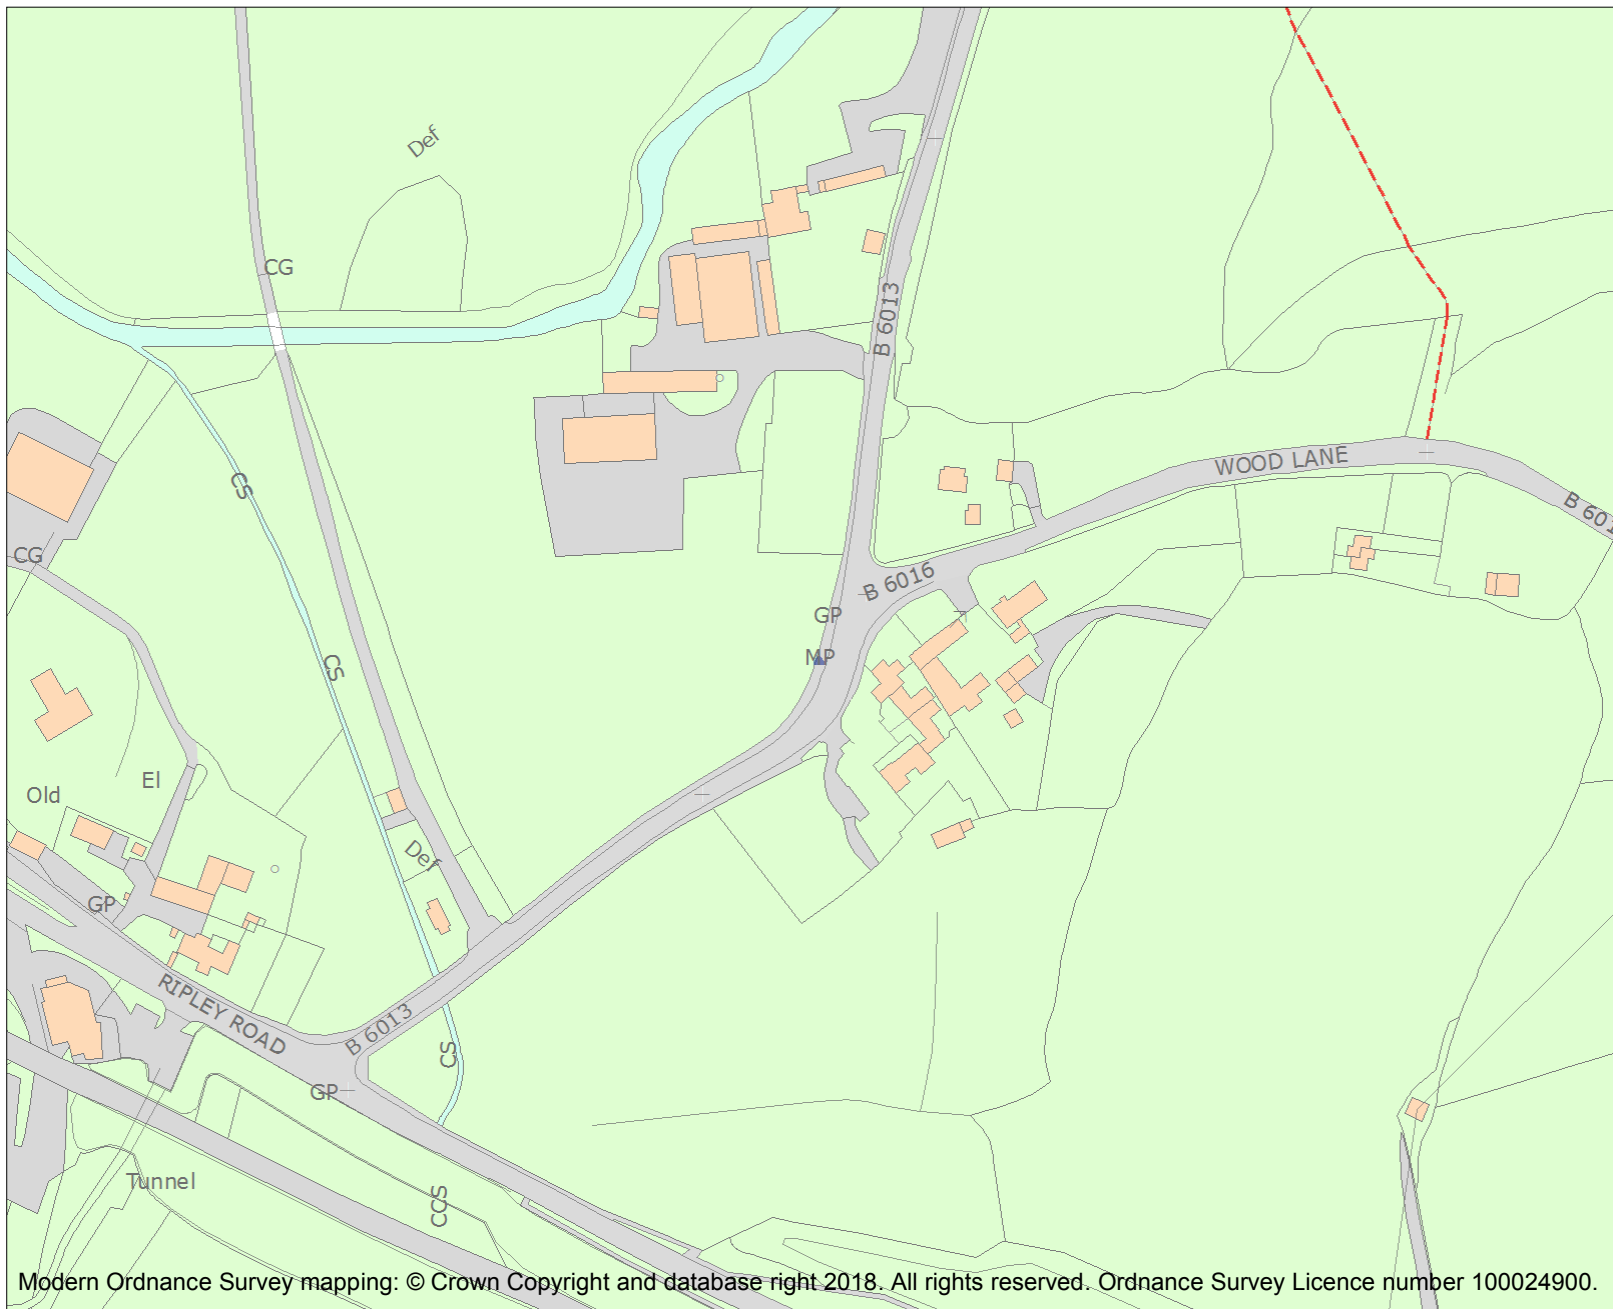 Def
CG
B 6013
WOOD LANE
CS
B 601
CG
B 6016
GP
MP
CS
El
Old
Def
GP
RIPLEY ROAD
B 6013
CS
GP
Tunnel
CCS
Modern Ordnance Survey mapping: © Crown Copyright and database right 2018. All rights reserved. Ordnance Survey Licence number 100024900.